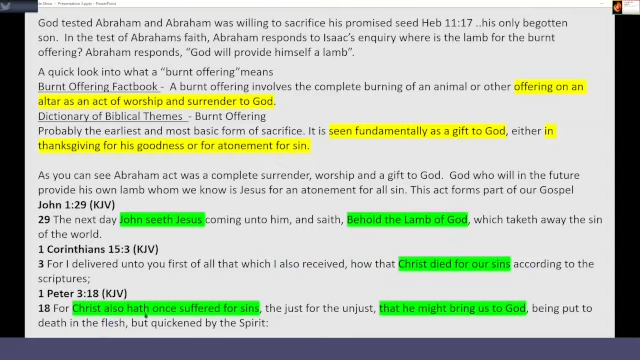 de Show - Presentation 1.pptx - PowerPoint
God tested Abraham and Abraham was willing to sacrifice his promised seed Heb 11:17 ..his only begotten
son. In the test of Abrahams faith, Abraham responds to Isaac's enquiry where is the lamb for the burnt
offering? Abraham responds, "God will provide himself a lamb".
A quick look into what a "burnt offering" means
Burnt Offering Factbook - A burnt offering involves the complete burning of an animal or other offering on an
altar as an act of worship and surrender to God.
Dictionary of Biblical Themes - Burnt Offering
Probably the earliest and most basic form of sacrifice. It is seen fundamentally as a gift to God, either in
thanksgiving for his goodness or for atonement for sin.
As you can see Abraham act was a complete surrender, worship and a gift to God. God who will in the future
provide his own lamb whom we know is Jesus for an atonement for all sin. This act forms part of our Gospel
John 1:29 (KJV)
29 The next day John seeth Jesus coming unto him, and saith, Behold the Lamb of God, which taketh away the sin
of the world.
1 Corinthians 15:3 (KJV)
3 For I delivered unto you first of all that which I also received, how that Christ died for our sins according to the
scriptures;
1 Peter 3:18 (KJV)
18 For Christ also hath once suffered for sins, the just for the unjust, that he might bring us to God, being put to
death in the flesh, but quickened by the Spirit: